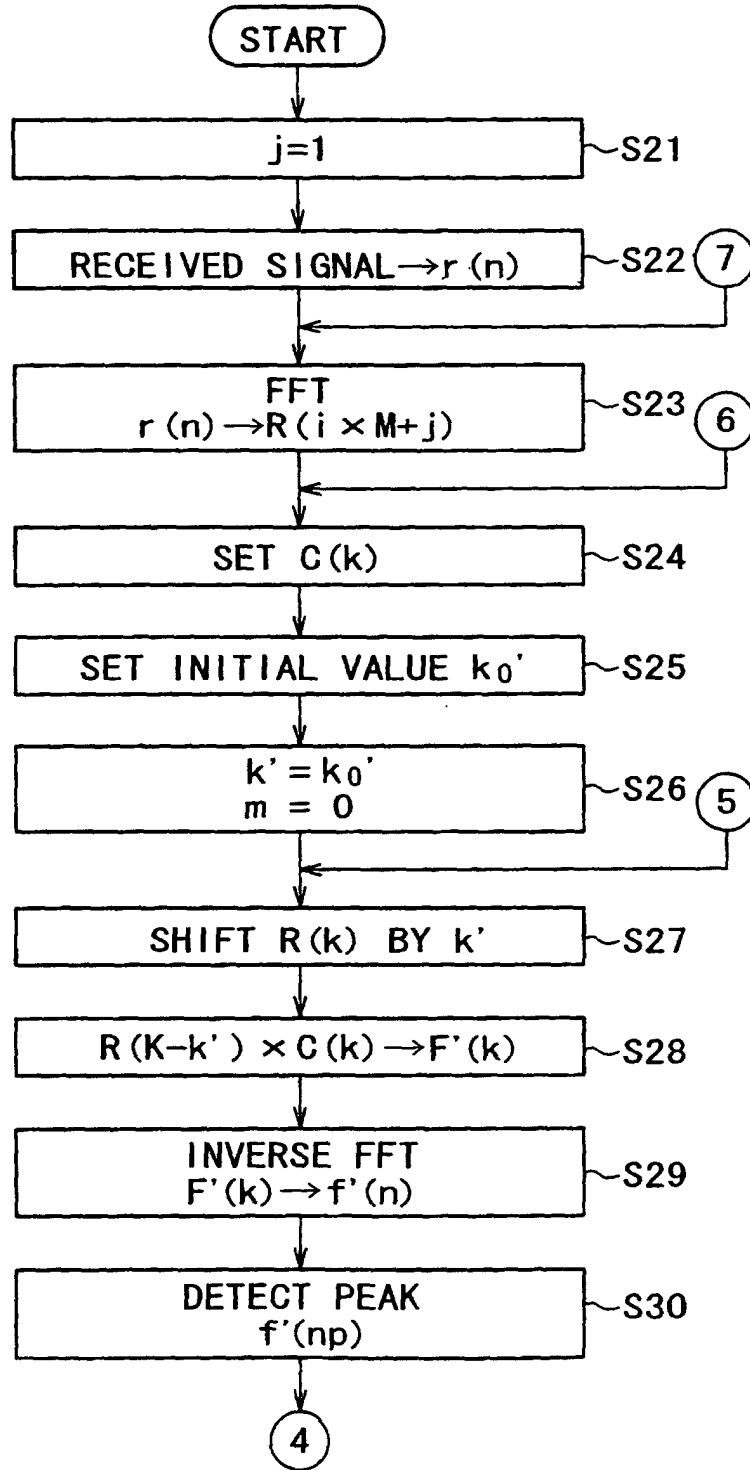 START
j=1
S21
RECEIVED SIGNAL→r(n)
S22
7
FFT
r(n)→R(i×M+j)
S23
6
SET C(k)
S24
SET INITIAL VALUE k0'
S25
k'=k0'
m = 0
S26
5
SHIFT R(k) BY k'
S27
R(K-k')×C(k)→F'(k)
S28
INVERSE FFT
F'(k)→f'(n)
S29
DETECT PEAK
f'(np)
S30
4